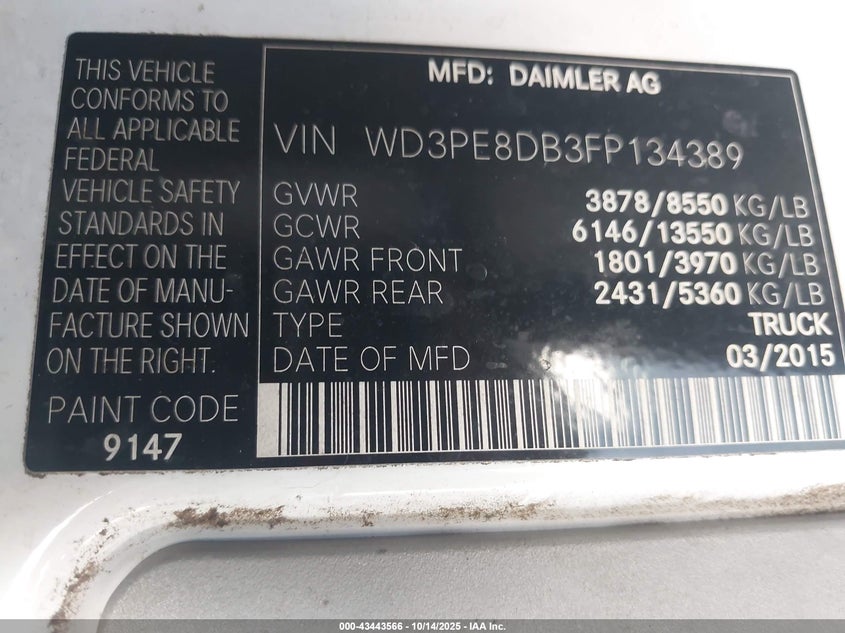 THIS VEHICLE
CONFORMS TO
ALL APPLICABLE
FEDERAL
VEHICLE SAFETY
STANDARDS IN
EFFECT ON THE
DATE OF MANU-
FACTURE SHOWN
ON THE RIGHT.
PAINT CODE
9147
MFD: DAIMLER AG
VIN WD3PE8DB3FP134389
GVWR 3878/8550 KG/LB
GCWR 6146/13550 KG/LB
GAWR FRONT 1801/3970 KG/LB
GAWR REAR 2431/5360 KG/LB
TYPE TRUCK
DATE OF MFD 03/2015
000-43443566 - 10/14/2025 - IAA Inc.